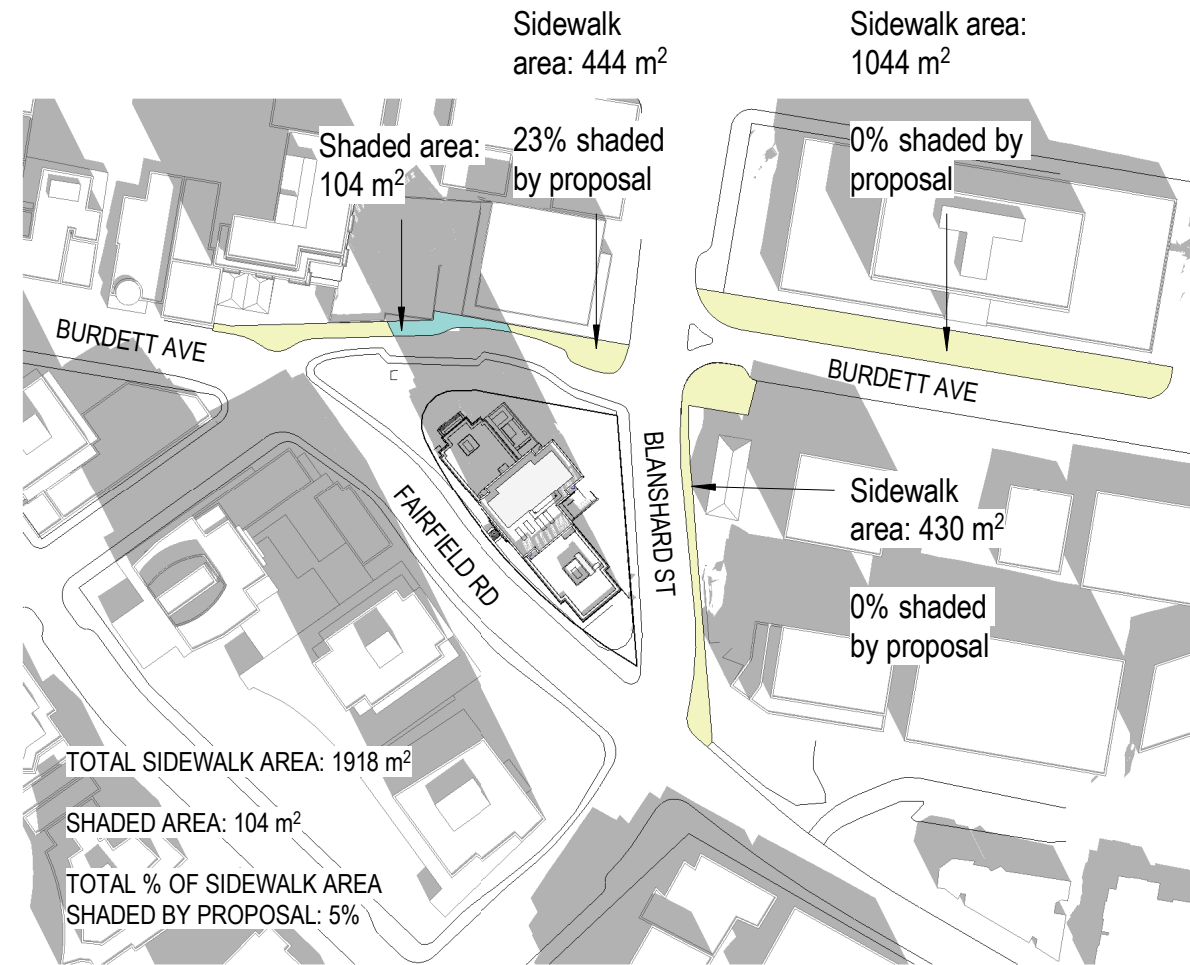 Sidewalk
area: 444 m²
Sidewalk area:
1044 m²
Shaded area:
104 m²
23% shaded
by proposal
0% shaded by
proposal
BURDETT AVE
BURDETT AVE
BLANSHARD ST
FAIRFIELD RD
Sidewalk
area: 430 m²
0% shaded
by proposal
TOTAL SIDEWALK AREA: 1918 m²
SHADED AREA: 104 m²
TOTAL % OF SIDEWALK AREA
SHADED BY PROPOSAL: 5%